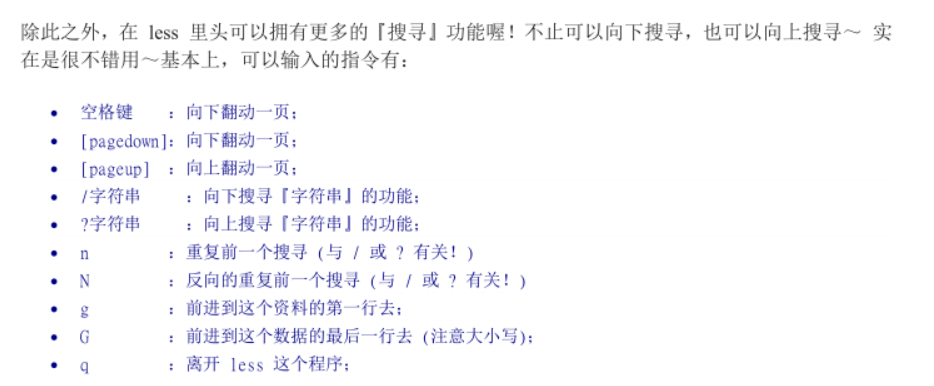 除此之外，在 less 里头可以拥有更多的『搜寻』功能喔！不止可以向下搜寻，也可以向上搜寻～ 实
在是很不错用～基本上，可以输入的指令有：
• 空格键 ：向下翻动一页；
• [pagedown]：向下翻动一页；
• [pageup] ：向上翻动一页；
• /字符串 ：向下搜寻『字符串』的功能；
• ?字符串 ：向上搜寻『字符串』的功能；
• n ：重复前一个搜寻 (与 / 或 ? 有关！)
• N ：反向的重复前一个搜寻 (与 / 或 ? 有关！)
• g ：前进到这个资料的第一行去；
• G ：前进到这个数据的最后一行去 (注意大小写)；
• q ：离开 less 这个程序；